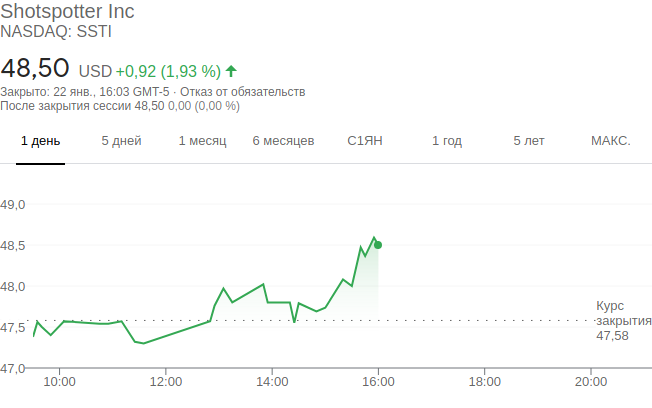 Shotspotter Inc
NASDAQ: SSTI
48,50 USD +0,92 (1,93 %)
Закрыто: 22 янв., 16:03 GMT-5 · Отказ от обязательств
После закрытия сессии 48,50 0,00 (0,00 %)
1 день 5 дней 1 месяц 6 месяцев С1ЯН 1 год 5 лет МАКС.
49,0
48,5
48,0
47,5
47,0
Курс
закрытия
47,58
10:00 12:00 14:00 16:00 18:00 20:00